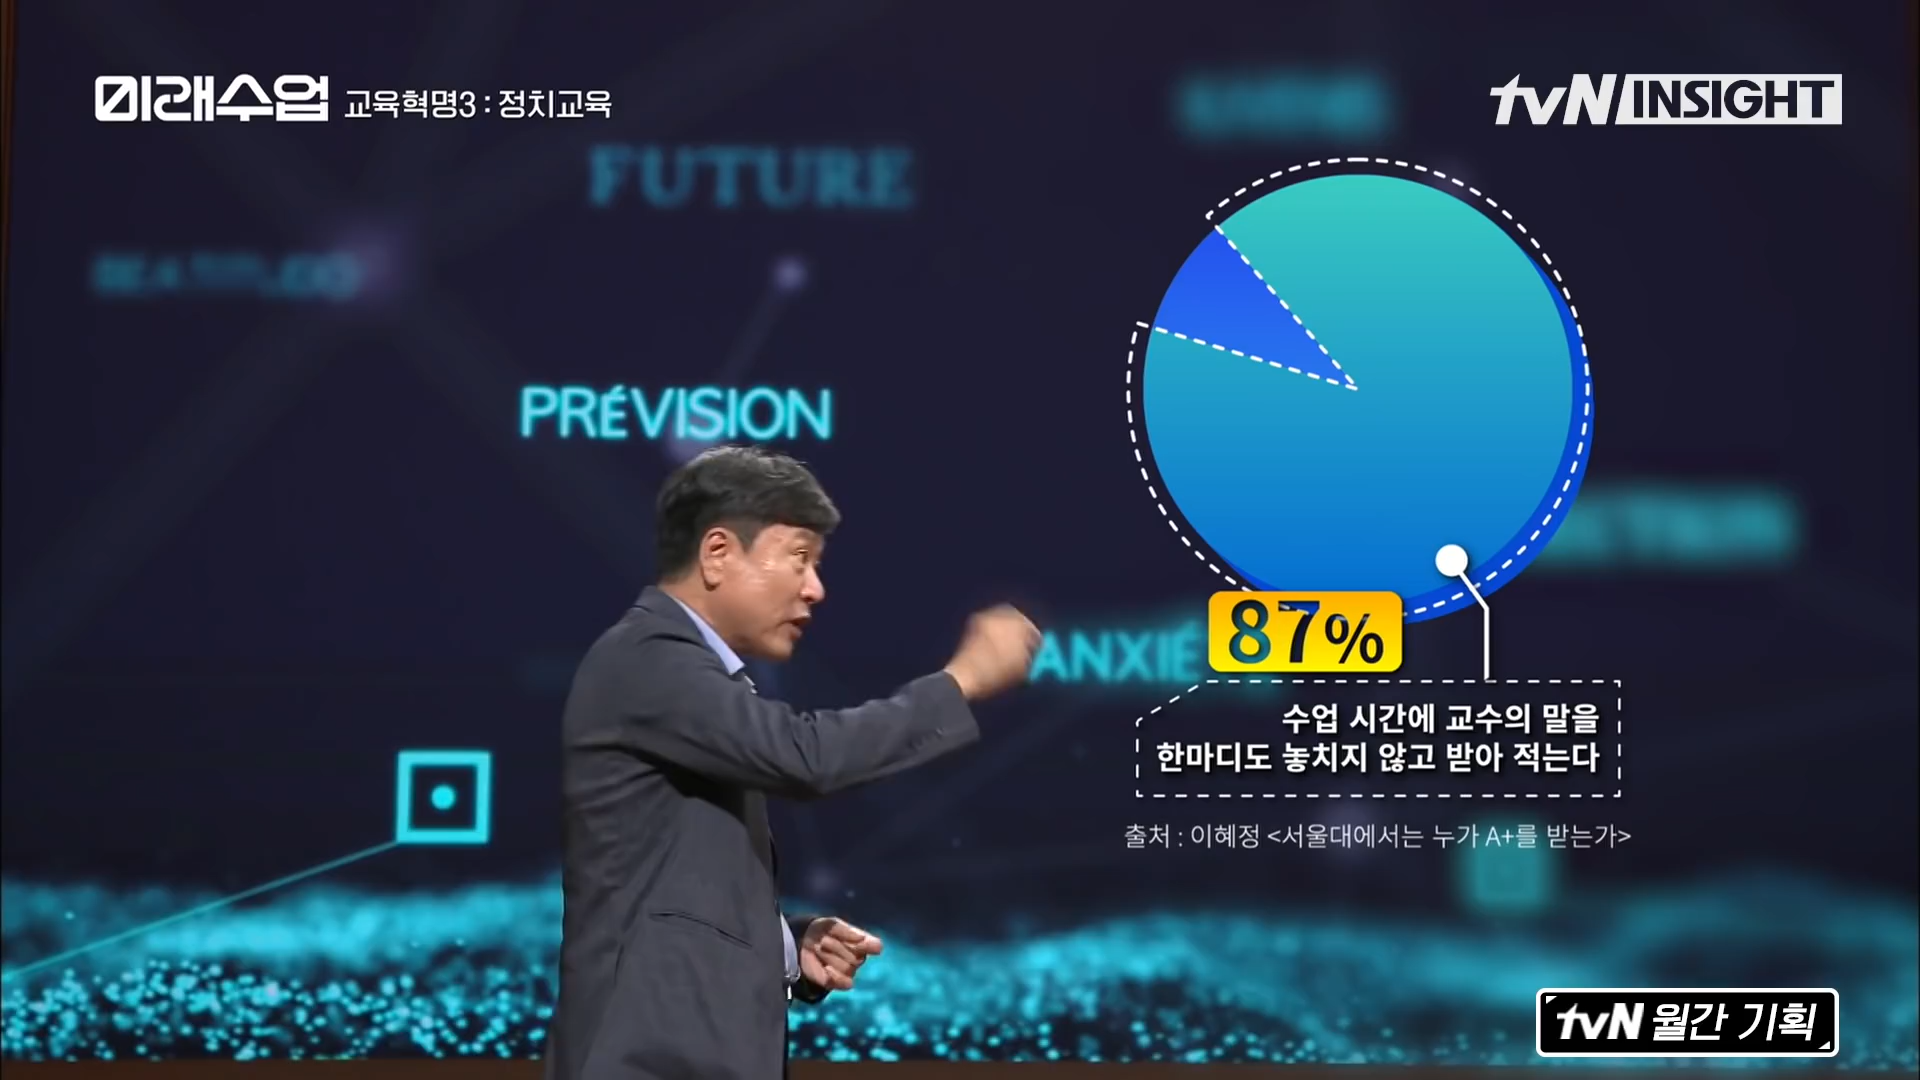 미래수업 교육혁명3 : 정치교육
tvN INSIGHT
FUTURE
BEATITUDO
PRÉVISION
ANXIÉ
87%
수업 시간에 교수의 말을
한마디도 놓치지 않고 받아 적는다
출처 : 이혜정 <서울대에서는 누가 A+를 받는가>
tvN 월간 기획